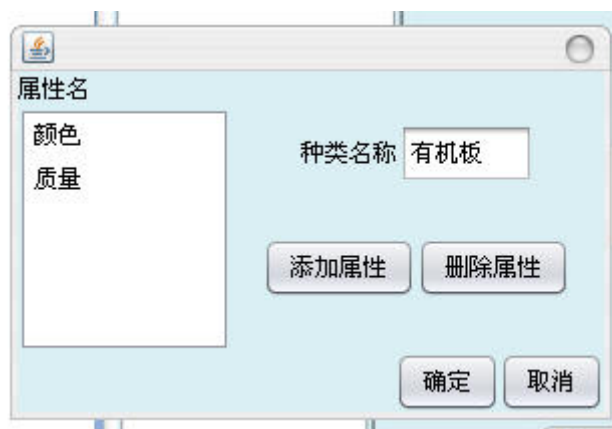 属性名
颜色
质量
种类名称 有机板
添加属性 删除属性
确定 取消